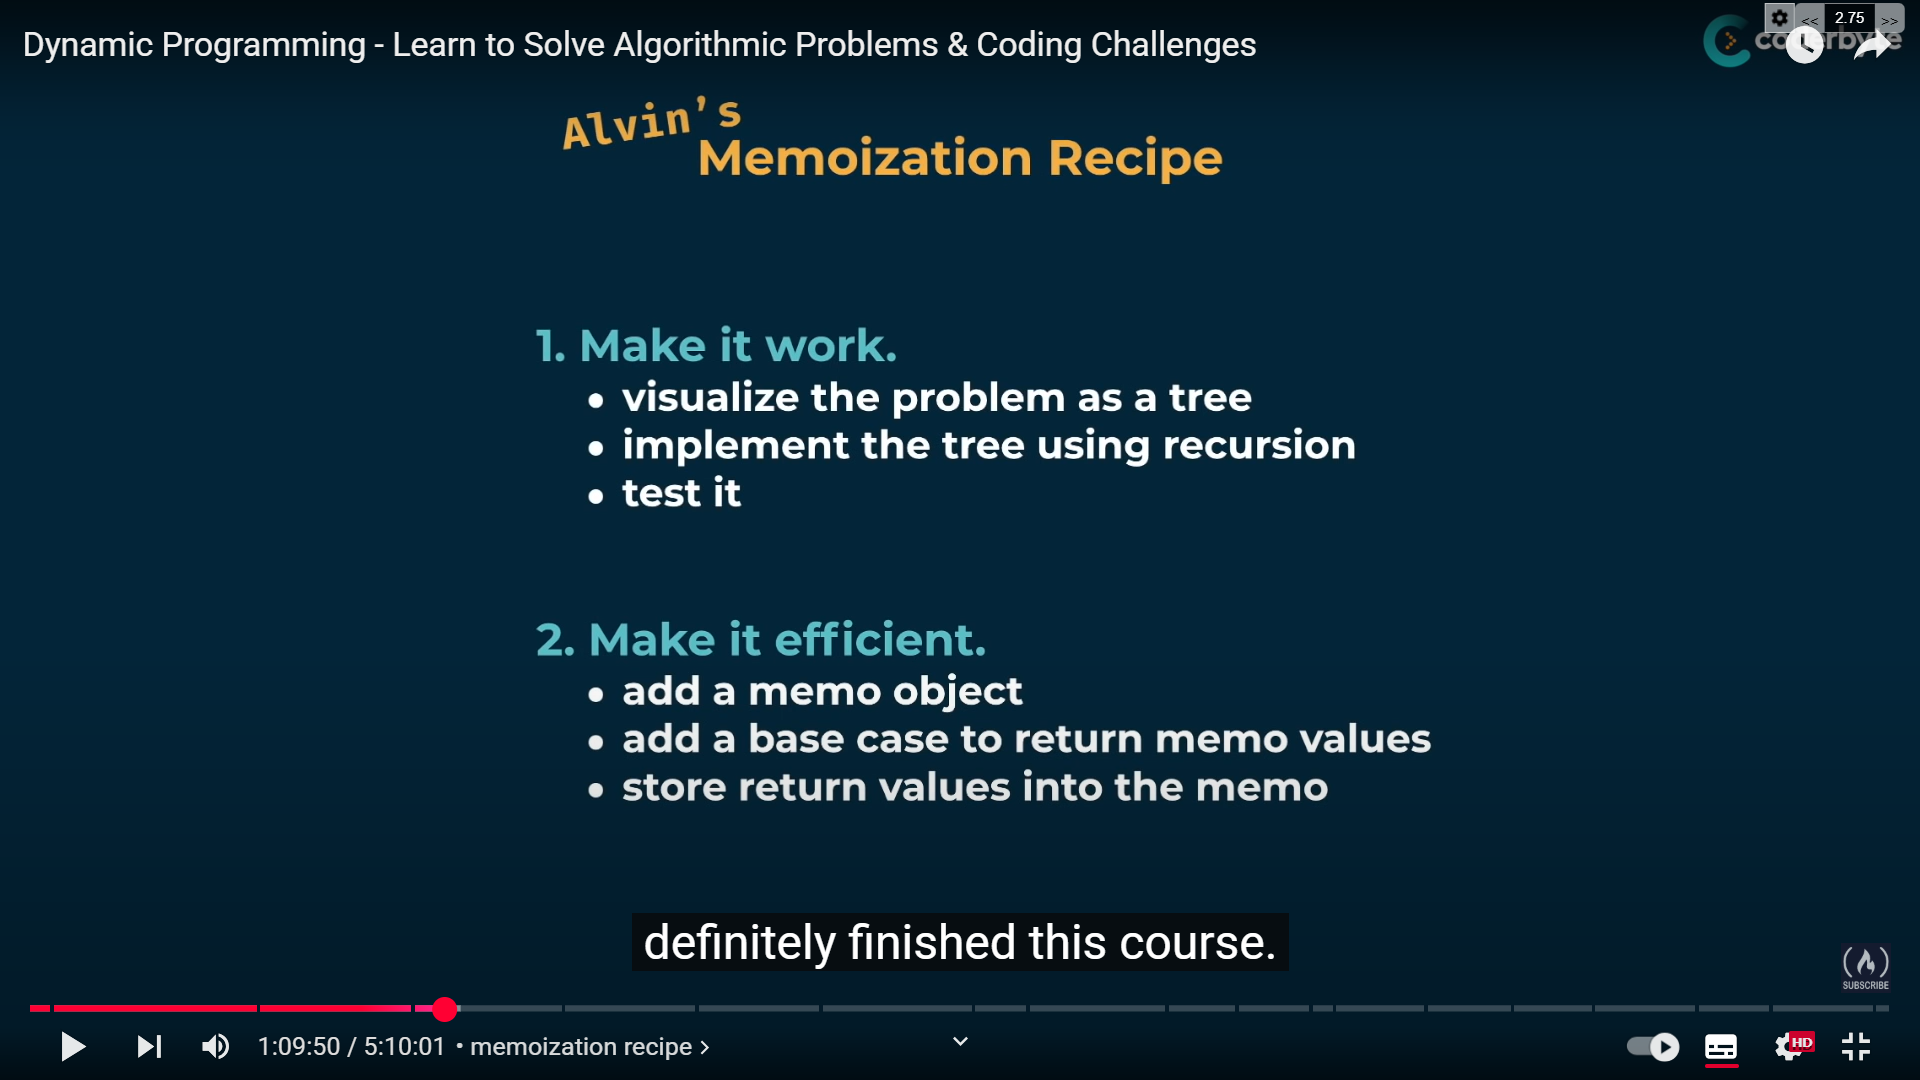 Dynamic Programming - Learn to Solve Algorithmic Problems & Coding Challenges
<< 2.75 >>
coderbyte
Alvin's
Memoization Recipe
1. Make it work.
• visualize the problem as a tree
• implement the tree using recursion
• test it
2. Make it efficient.
• add a memo object
• add a base case to return memo values
• store return values into the memo
definitely finished this course.
SUBSCRIBE
1:09:50 / 5:10:01 • memoization recipe >
HD